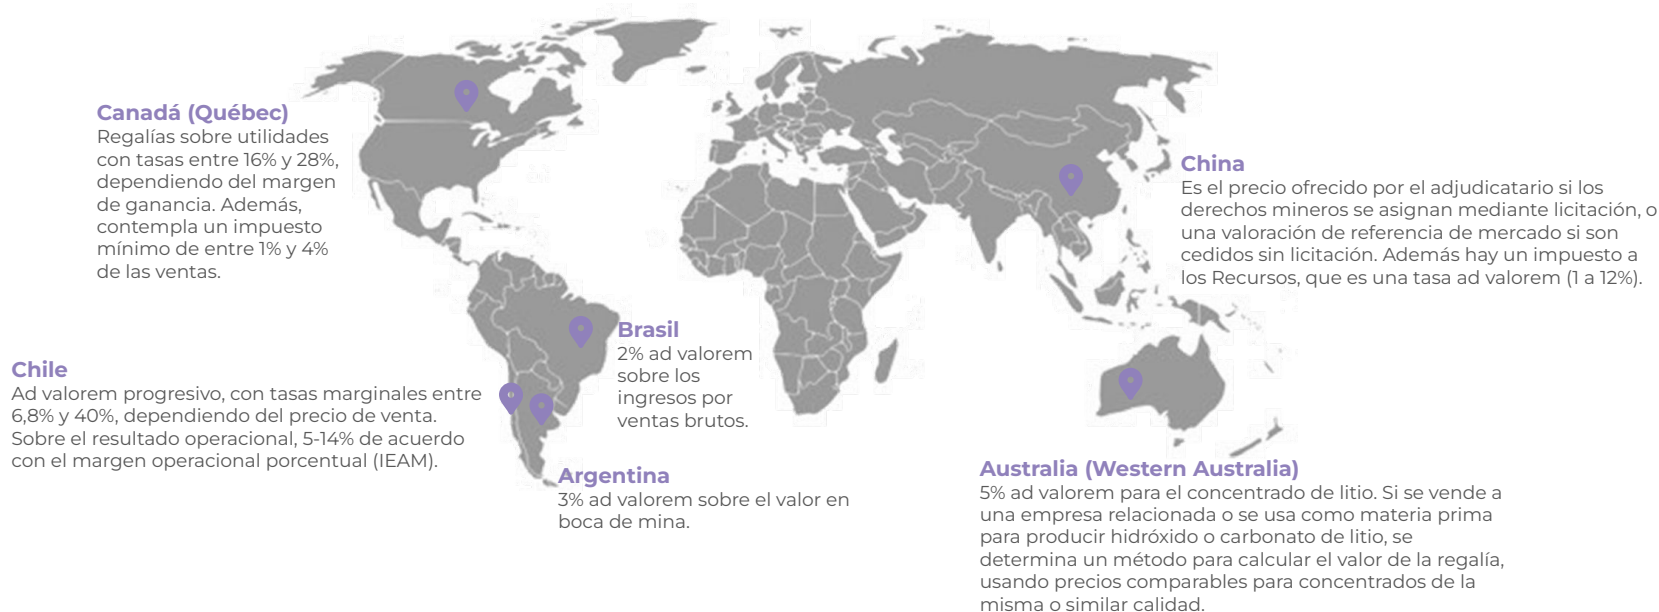 Canadá (Québec)
Regalías sobre utilidades
con tasas entre 16% y 28%,
dependiendo del margen
de ganancia. Además,
contempla un impuesto
mínimo de entre 1% y 4%
de las ventas.
China
Es el precio ofrecido por el adjudicatario si los
derechos mineros se asignan mediante licitación, o
una valoración de referencia de mercado si son
cedidos sin licitación. Además hay un impuesto a
los Recursos, que es una tasa ad valorem (1 a 12%).
Brasil
2% ad valorem
sobre los
ingresos por
ventas brutos.
Chile
Ad valorem progresivo, con tasas marginales entre
6,8% y 40%, dependiendo del precio de venta.
Sobre el resultado operacional, 5-14% de acuerdo
con el margen operacional porcentual (IEAM).
Argentina
3% ad valorem sobre el valor en
boca de mina.
Australia (Western Australia)
5% ad valorem para el concentrado de litio. Si se vende a
una empresa relacionada o se usa como materia prima
para producir hidróxido o carbonato de litio, se
determina un método para calcular el valor de la regalía,
usando precios comparables para concentrados de la
misma o similar calidad.